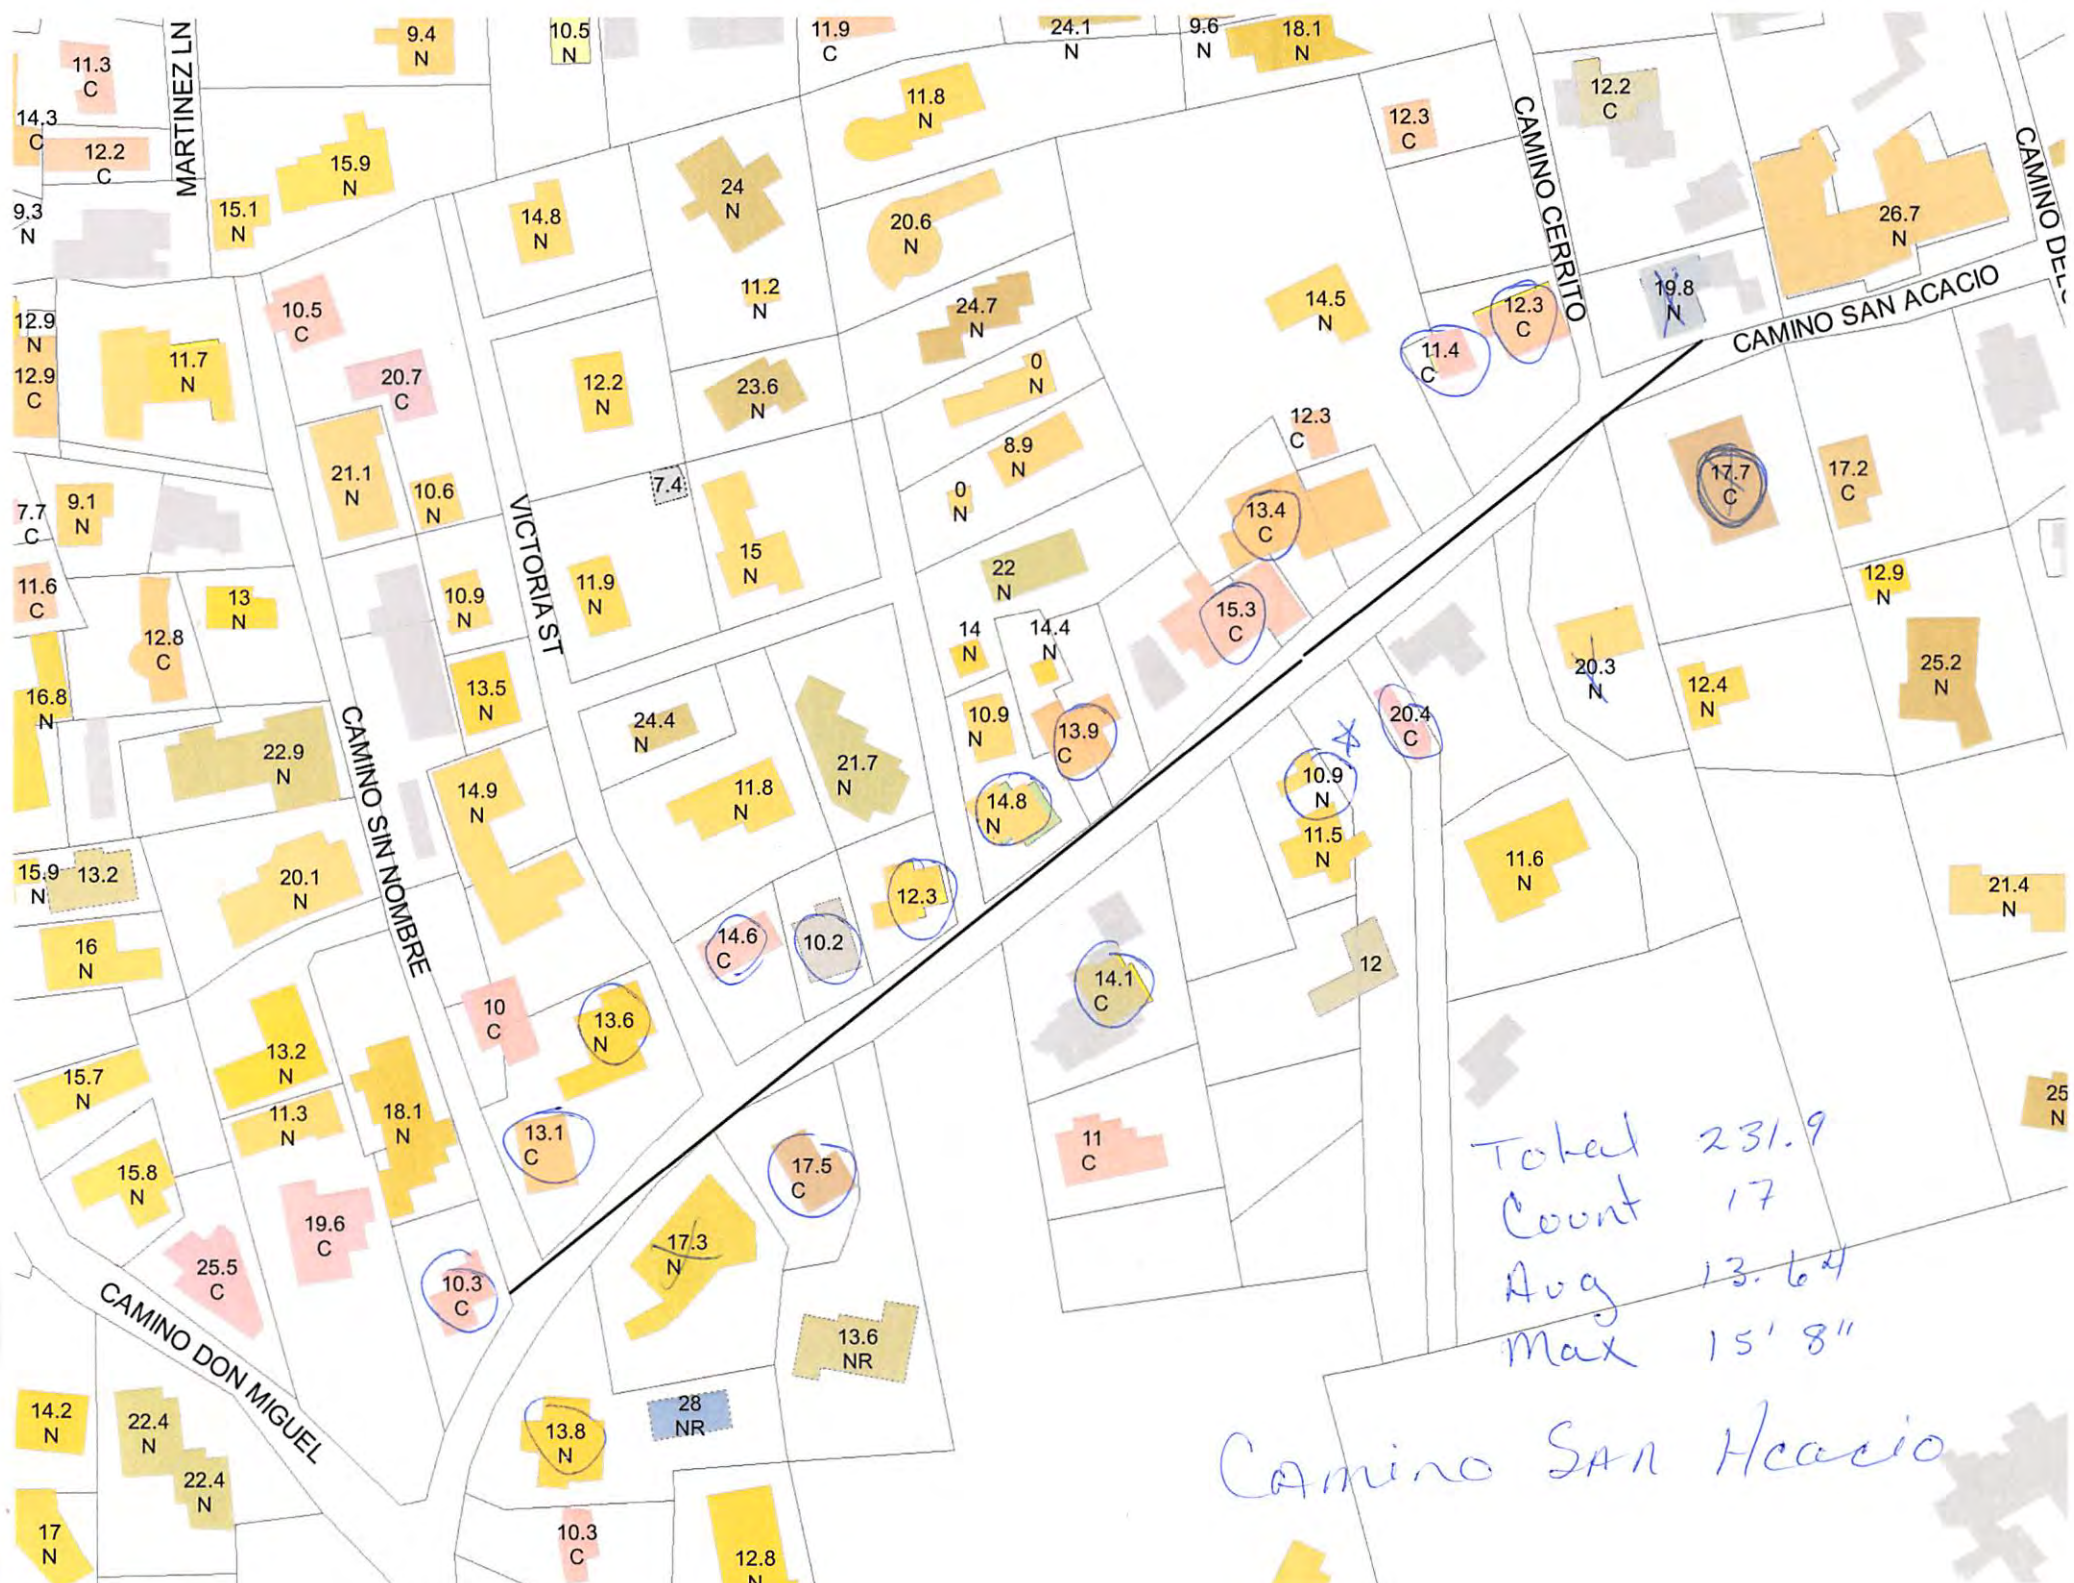 MARTINEZ LN
9.4
N
10.5
N
11.9
C
24.1
N
9.6
N
18.1
N
11.3
C
14.3
C
12.2
C
15.9
N
11.8
N
12.3
C
12.2
C
CAMINO CERRITO
9.3
N
15.1
N
14.8
N
24
N
20.6
N
26.7
N
10.5
C
11.2
N
24.7
N
14.5
N
12.3
C
19.8
N
CAMINO SAN ACACIO
12.9
N
12.9
C
11.7
N
20.7
C
12.2
N
23.6
N
0
N
11.4
C
12.3
C
8.9
N
21.1
N
10.6
N
7.4
0
N
13.4
C
17.7
C
17.2
C
7.7
C
9.1
N
VICTORIA ST
15
N
22
N
11.6
C
12.8
C
13
N
10.9
N
11.9
N
14
N
14.4
N
15.3
C
12.9
N
16.8
N
13.5
N
24.4
N
10.9
N
13.9
C
20.4
C
20.3
N
12.4
N
25.2
N
22.9
N
CAMINO SIN NOMBRE
14.9
N
11.8
N
21.7
N
14.8
N
10.9
N
11.5
N
11.6
N
15.9
N
13.2
20.1
N
12.3
21.4
N
16
N
14.6
C
10.2
14.1
C
12
10
C
13.6
N
15.7
N
13.2
N
11.3
N
18.1
N
13.1
C
17.5
C
11
C
25
N
15.8
N
19.6
C
25.5
C
10.3
C
17.3
N
Total 231.9
Count 17
Avg 13.64
Max 15' 8"
CAMINO DON MIGUEL
13.6
NR
14.2
N
22.4
N
22.4
N
13.8
N
28
NR
Camino SAN Acacio
17
N
10.3
C
12.8
N